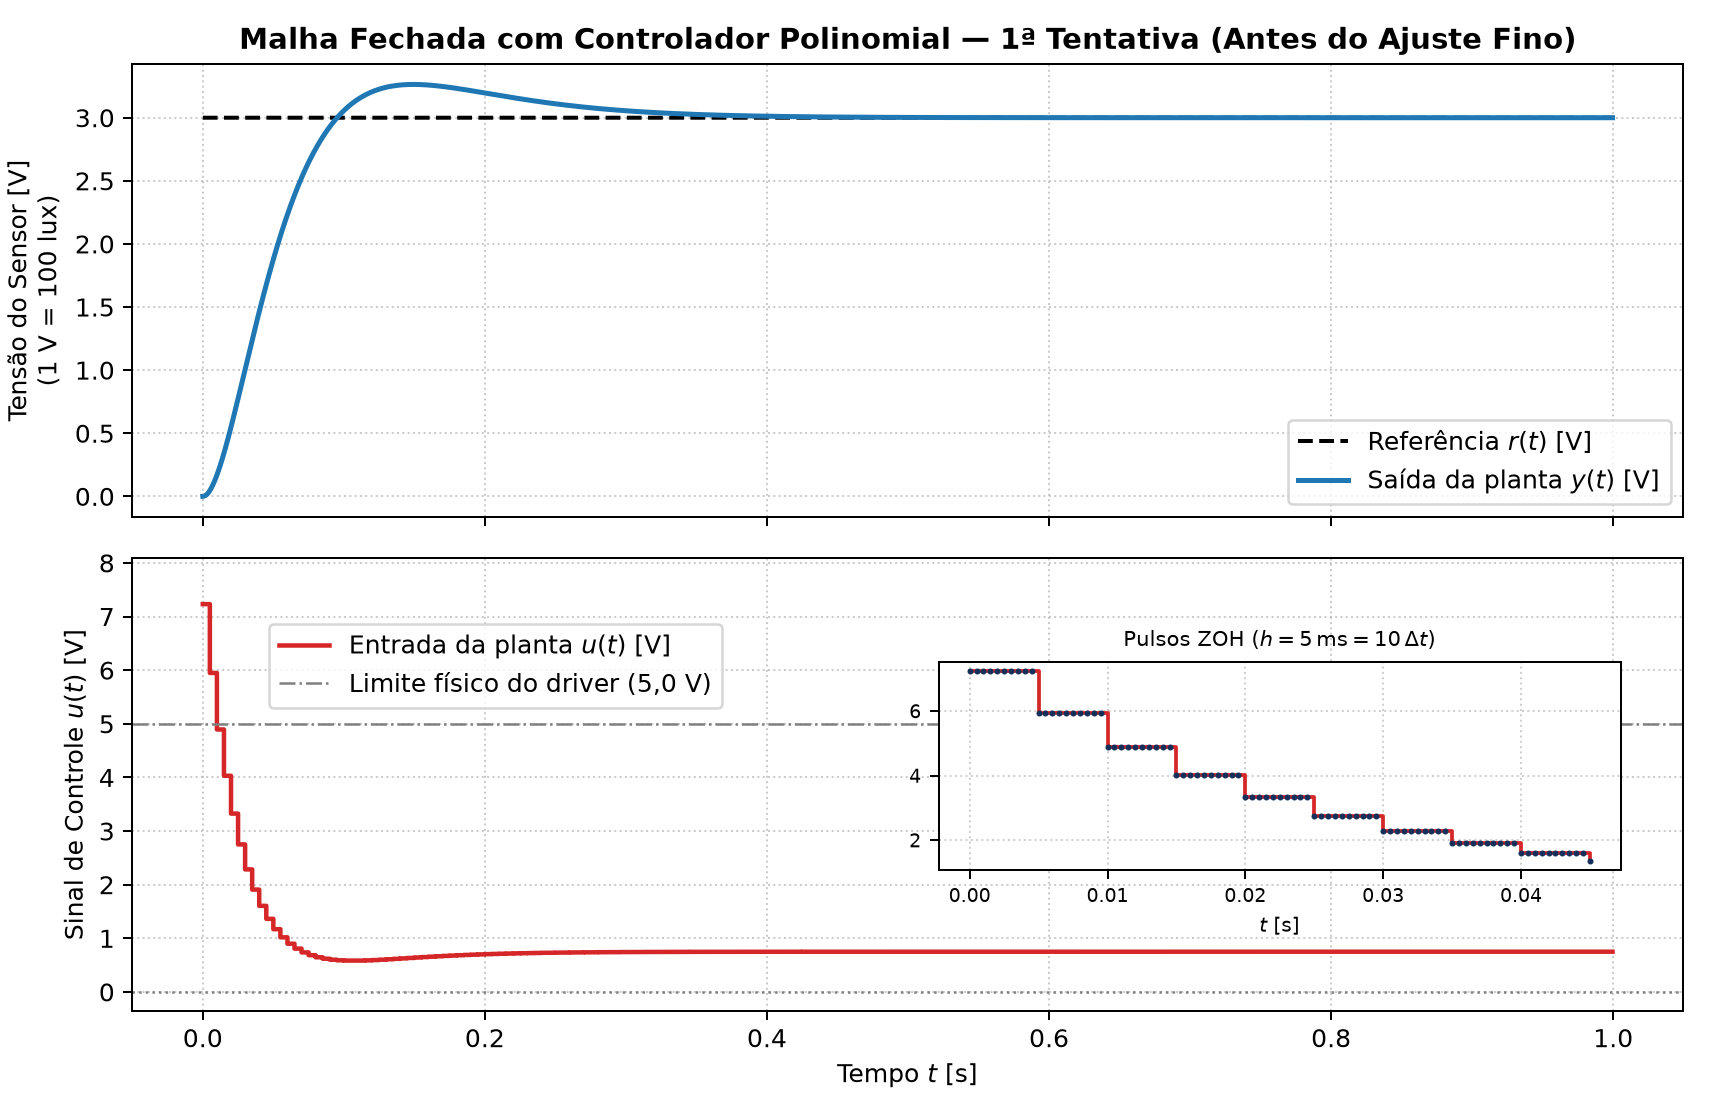 Malha Fechada com Controlador Polinomial — 1ª Tentativa (Antes do Ajuste Fino)
Tensão do Sensor [V]
(1 V = 100 lux)
3.0
2.5
2.0
1.5
1.0
0.5
0.0
Referência r(t) [V]
Saída da planta y(t) [V]
Sinal de Controle u(t) [V]
8
7
6
5
4
3
2
1
0
Entrada da planta u(t) [V]
Limite físico do driver (5,0 V)
Pulsos ZOH (h = 5 ms = 10 Δt)
6
4
2
0.00 0.01 0.02 0.03 0.04
t [s]
0.0 0.2 0.4 0.6 0.8 1.0
Tempo t [s]